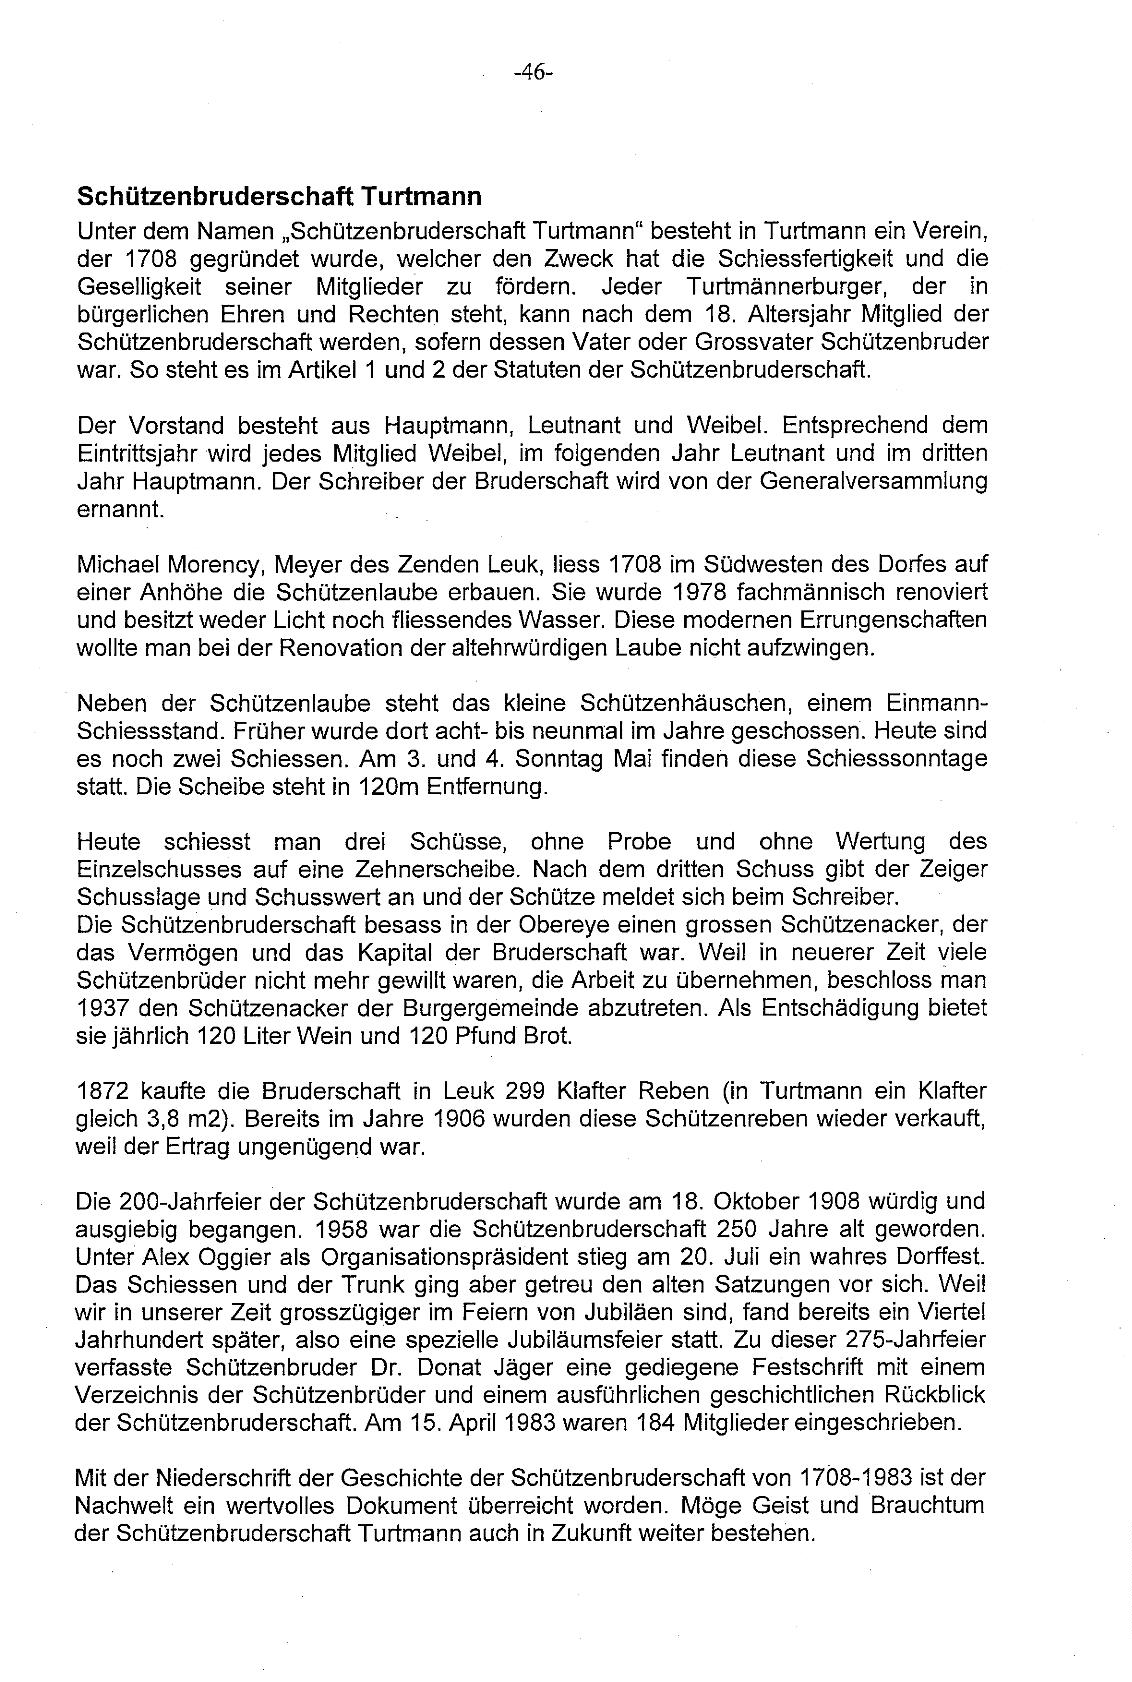 -46-
Schützenbruderschaft Turtmann
Unter dem Namen „Schützenbruderschaft Turtmann“ besteht in Turtmann ein Verein,
der 1708 gegründet wurde, welcher den Zweck hat die Schiessfertigkeit und die
Geselligkeit seiner Mitglieder zu fördern. Jeder Turtmännerburger, der in
bürgerlichen Ehren und Rechten steht, kann nach dem 18. Altersjahr Mitglied der
Schützenbruderschaft werden, sofern dessen Vater oder Grossvater Schützenbruder
war. So steht es im Artikel 1 und 2 der Statuten der Schützenbruderschaft.
Der Vorstand besteht aus Hauptmann, Leutnant und Weibel. Entsprechend dem
Eintrittsjahr wird jedes Mitglied Weibel, im folgenden Jahr Leutnant und im dritten
Jahr Hauptmann. Der Schreiber der Bruderschaft wird von der Generalversammlung
ernannt.
Michael Morency, Meyer des Zenden Leuk, liess 1708 im Südwesten des Dorfes auf
einer Anhöhe die Schützenlaube erbauen. Sie wurde 1978 fachmännisch renoviert
und besitzt weder Licht noch fliessendes Wasser. Diese modernen Errungenschaften
wollte man bei der Renovation der altehrwürdigen Laube nicht aufzwingen.
Neben der Schützenlaube steht das kleine Schützenhäuschen, einem Einmann-
Schiessstand. Früher wurde dort acht- bis neunmal im Jahre geschossen. Heute sind
es noch zwei Schiessen. Am 3. und 4. Sonntag Mai finden diese Schiesssonntage
statt. Die Scheibe steht in 120m Entfernung.
Heute schiesst man drei Schüsse, ohne Probe und ohne Wertung des
Einzelschusses auf eine Zehnerscheibe. Nach dem dritten Schuss gibt der Zeiger
Schusslage und Schusswert an und der Schütze meldet sich beim Schreiber.
Die Schützenbruderschaft besass in der Obereye einen grossen Schützenacker, der
das Vermögen und das Kapital der Bruderschaft war. Weil in neuerer Zeit viele
Schützenbrüder nicht mehr gewillt waren, die Arbeit zu übernehmen, beschloss man
1937 den Schützenacker der Burgergemeinde abzutreten. Als Entschädigung bietet
sie jährlich 120 Liter Wein und 120 Pfund Brot.
1872 kaufte die Bruderschaft in Leuk 299 Klafter Reben (in Turtmann ein Klafter
gleich 3,8 m2). Bereits im Jahre 1906 wurden diese Schützenreben wieder verkauft,
weil der Ertrag ungenügend war.
Die 200-Jahrfeier der Schützenbruderschaft wurde am 18. Oktober 1908 würdig und
ausgiebig begangen. 1958 war die Schützenbruderschaft 250 Jahre alt geworden.
Unter Alex Oggier als Organisationspräsident stieg am 20. Juli ein wahres Dorffest.
Das Schiessen und der Trunk ging aber getreu den alten Satzungen vor sich. Weil
wir in unserer Zeit grosszügiger im Feiern von Jubiläen sind, fand bereits ein Viertel
Jahrhundert später, also eine spezielle Jubiläumsfeier statt. Zu dieser 275-Jahrfeier
verfasste Schützenbruder Dr. Donat Jäger eine gediegene Festschrift mit einem
Verzeichnis der Schützenbrüder und einem ausführlichen geschichtlichen Rückblick
der Schützenbruderschaft. Am 15. April 1983 waren 184 Mitglieder eingeschrieben.
Mit der Niederschrift der Geschichte der Schützenbruderschaft von 1708-1983 ist der
Nachwelt ein wertvolles Dokument überreicht worden. Möge Geist und Brauchtum
der Schützenbruderschaft Turtmann auch in Zukunft weiter bestehen.